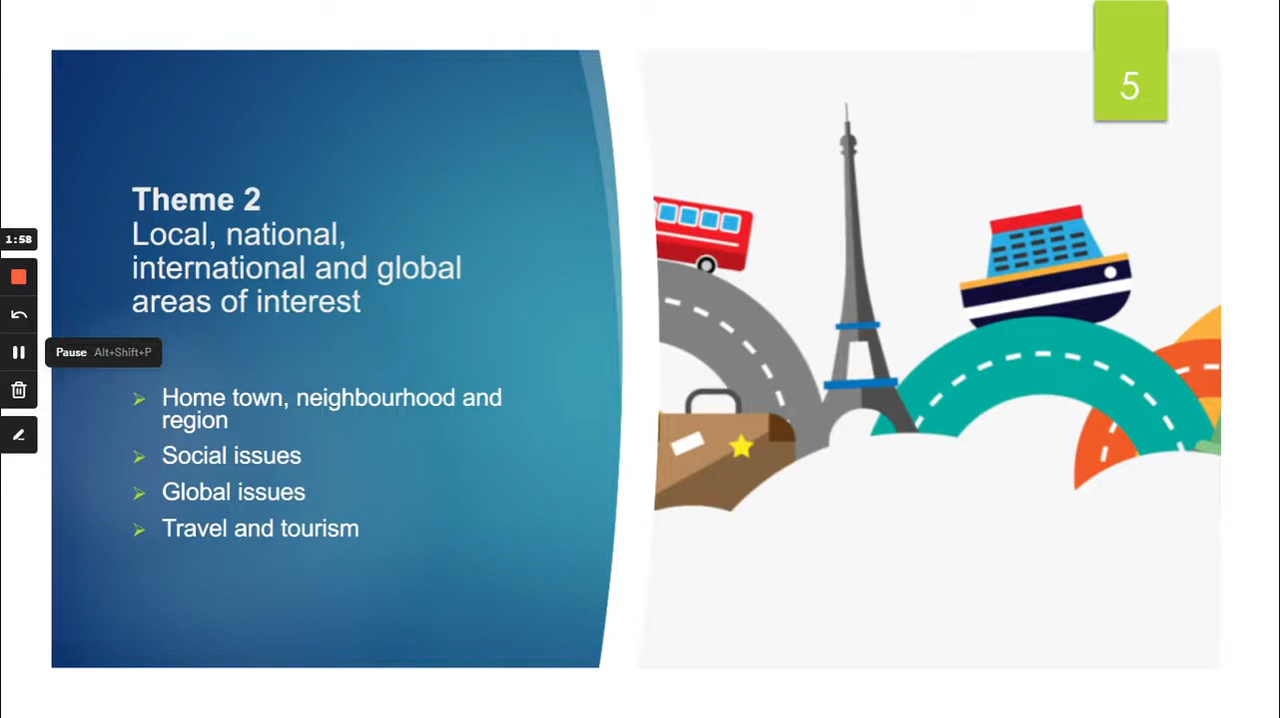 5
Theme 2
Local, national,
international and global
areas of interest
1:58
Pause Alt+Shift+P
Home town, neighbourhood and
region
Social issues
Global issues
Travel and tourism